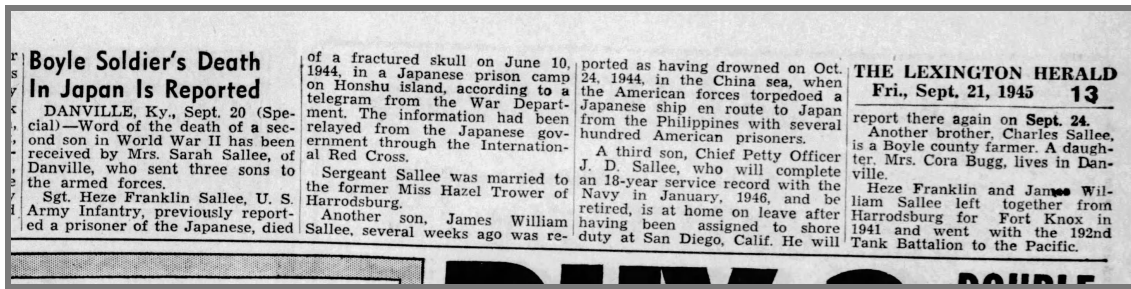 Boyle Soldier's Death
In Japan Is Reported
DANVILLE, Ky., Sept. 20 (Spe-
cial)—Word of the death of a sec-
ond son in World War II has been
received by Mrs. Sarah Sallee, of
Danville, who sent three sons to
the armed forces.
Sgt. Heze Franklin Sallee, U. S.
Army Infantry, previously report-
ed a prisoner of the Japanese, died
of a fractured skull on June 10,
1944, in a Japanese prison camp
on Honshu island, according to a
telegram from the War Depart-
ment. The information had been
relayed from the Japanese gov-
ernment through the Internation-
al Red Cross.
Sergeant Sallee was married to
the former Miss Hazel Trower of
Harrodsburg.
Another son, James William
Sallee, several weeks ago was re-
ported as having drowned on Oct.
24, 1944, in the China sea, when
the American forces torpedoed a
Japanese ship en route to Japan
from the Philippines with several
hundred American prisoners.
A third son, Chief Petty Officer
J. D. Sallee, who will complete
an 18-year service record with the
Navy in January, 1946, and be
retired, is at home on leave after
having been assigned to shore
duty at San Diego, Calif. He will
THE LEXINGTON HERALD
Fri., Sept. 21, 1945 13
report there again on Sept. 24.
Another brother, Charles Sallee,
is a Boyle county farmer. A daugh-
ter, Mrs. Cora Bugg, lives in Dan-
ville.
Heze Franklin and James Wil-
liam Sallee left together from
Harrodsburg for Fort Knox in
1941 and went with the 192nd
Tank Battalion to the Pacific.